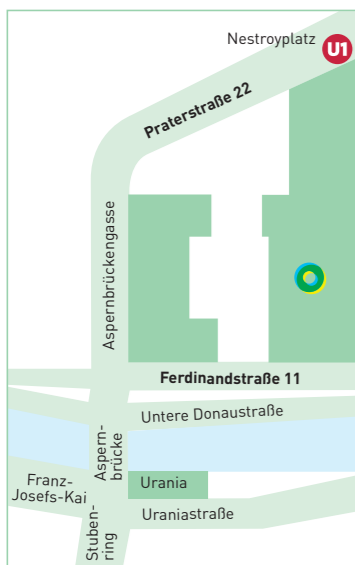 Nestroyplatz
U1
Praterstraße 22
Aspernbrückengasse
Ferdinandstraße 11
Untere Donaustraße
Aspern-
brücke
Franz-
Josefs-Kai
Urania
Uraniastraße
Stuben-
ring